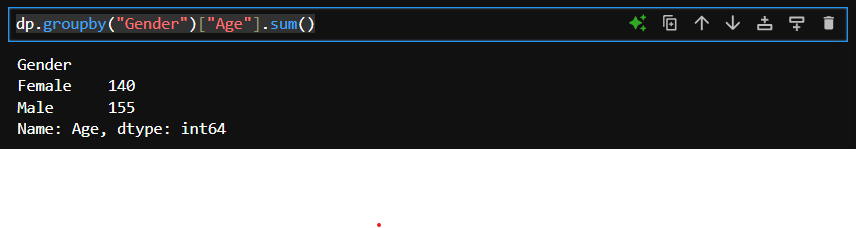 dp.groupby("Gender")["Age"].sum()
Gender
Female    140
Male      155
Name: Age, dtype: int64